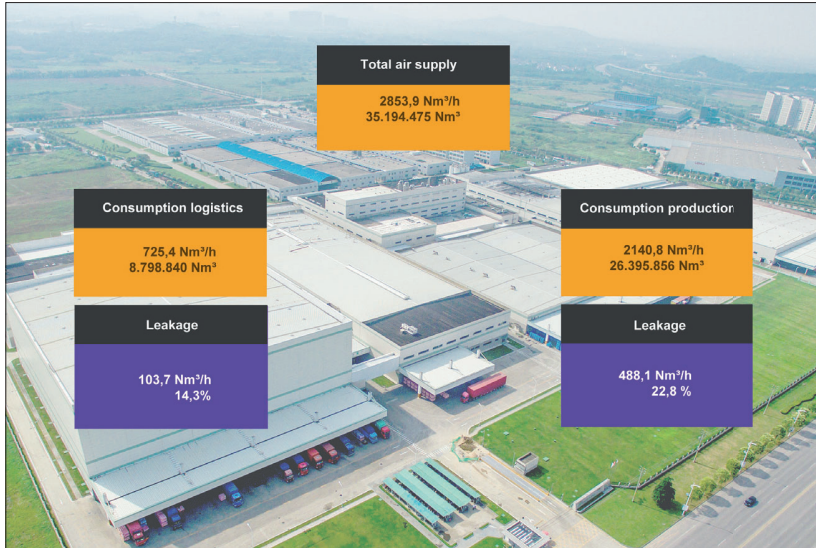 Total air supply
2853,9 Nm³/h
35.194.475 Nm³
Consumption logistics
725,4 Nm³/h
8.798.840 Nm³
Leakage
103,7 Nm³/h
14,3%
Consumption production
2140,8 Nm³/h
26.395.856 Nm³
Leakage
488,1 Nm³/h
22,8 %